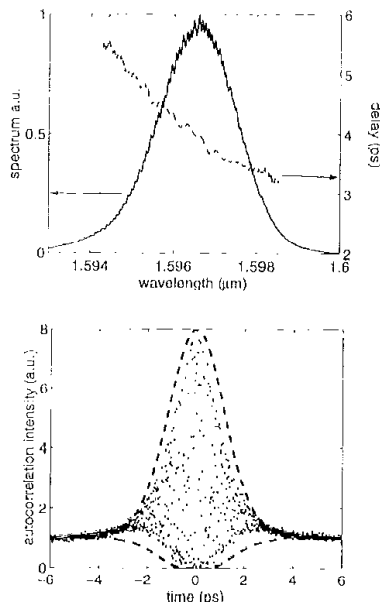 1
0.5
0
spectrum a.u.
6
5
4
3
2
delay (ps)
1.594 1.596 1.598 1.6
wavelength (μm)
8
6
4
2
0
autocorrelation intensity (a.u.)
−6 −4 −2 0 2 4 6
time (ps)